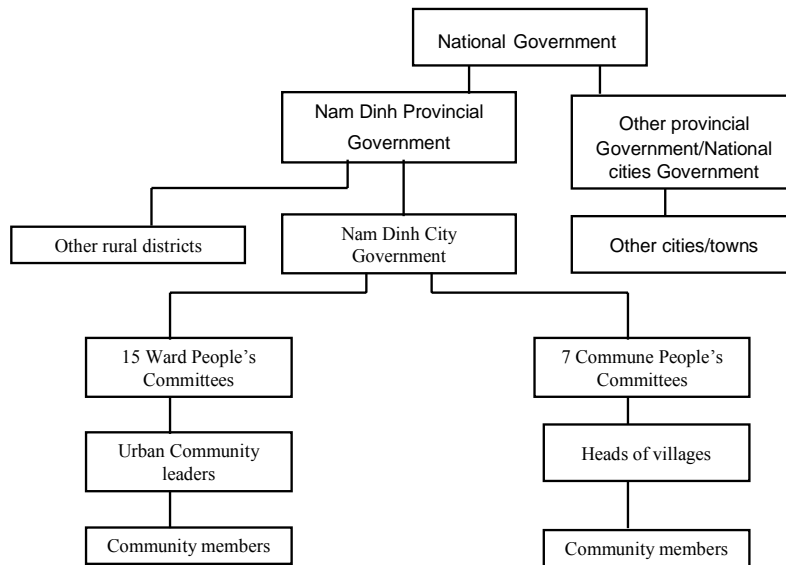 National Government
Nam Dinh Provincial
Government
Other provincial
Government/National
cities Government
Other rural districts
Nam Dinh City
Government
Other cities/towns
15 Ward People’s
Committees
7 Commune People’s
Committees
Urban Community
leaders
Heads of villages
Community members
Community members